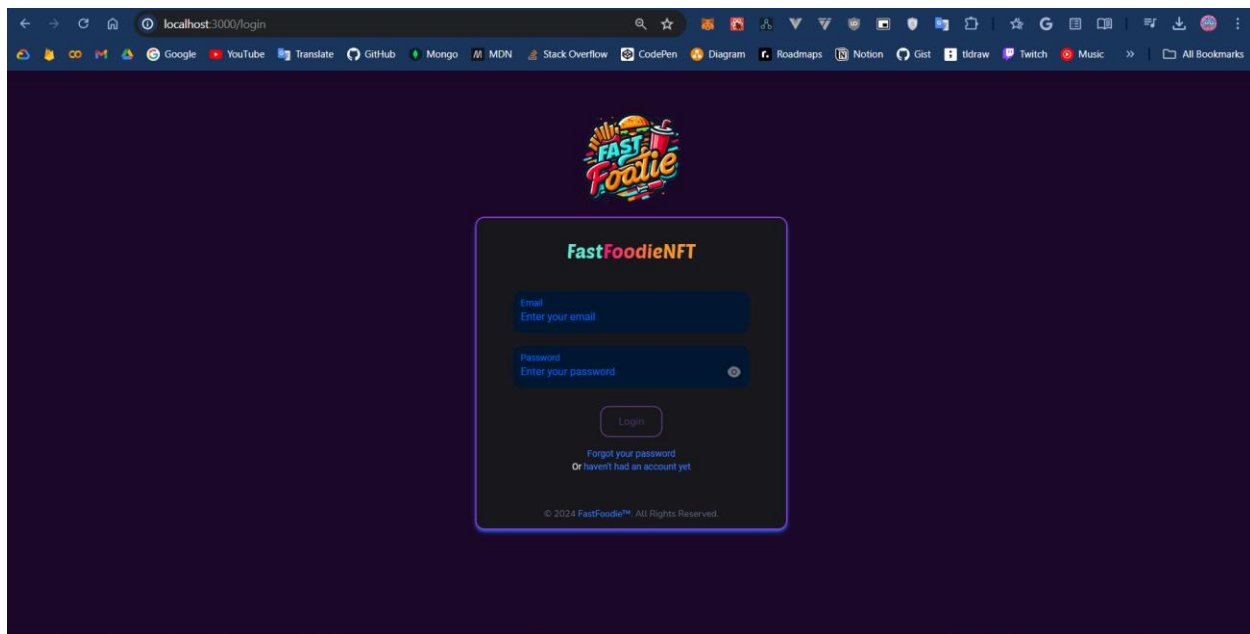 localhost:3000/login
Google YouTube Translate GitHub Mongo MDN Stack Overflow CodePen Diagram Roadmaps Notion Gist tldraw Twitch Music » All Bookmarks
FAST
Foodie
FastFoodieNFT
Email
Enter your email
Password
Enter your password
Login
Forgot your password
Or haven't had an account yet
© 2024 FastFoodie™. All Rights Reserved.